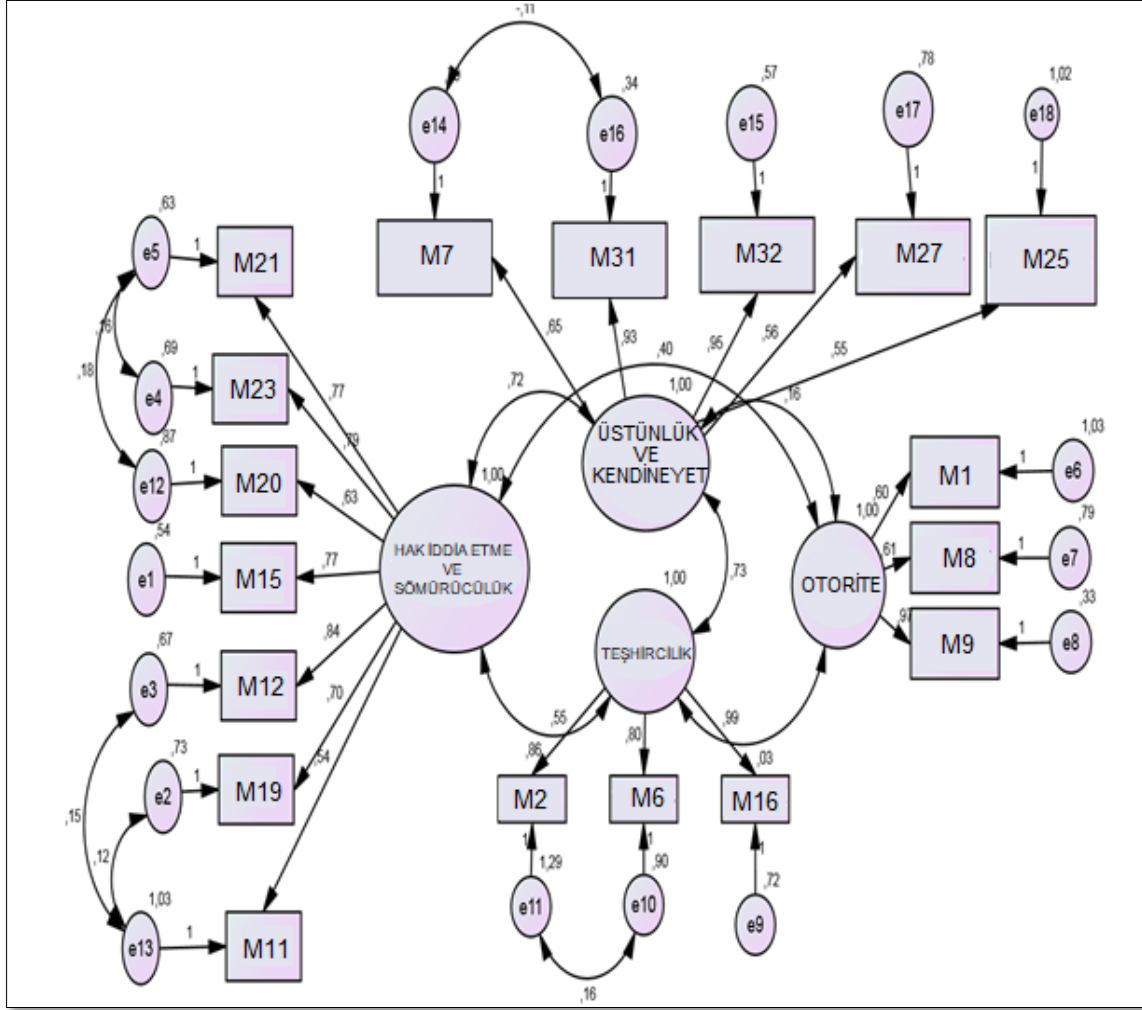 -,11
e14
,34
e16
,57
e15
,78
e17
1,02
e18
1
1
1
1
1
M7
M31
M32
M27
M25
,63
e5
1
M21
,16
,18
,69
e4
1
M23
,87
e12
1
M20
,54
e1
1
M15
,67
e3
1
M12
,73
e2
1
M19
,15
,12
1,03
e13
1
M11
,77
,79
,63
,77
,84
,70
,54
,65
,93
,95
,56
,55
,40
,72
,16
1,00
ÜSTÜNLÜK
VE
KENDİNEYET
1,00
HAK İDDİA ETME
VE
SÖMÜRÜCÜLÜK
1,00
OTORİTE
,60
,61
,97
M1
1
1,03
e6
M8
1
,79
e7
M9
1
,33
e8
,73
1,00
TEŞHİRCİLİK
,55
,99
,03
,86
,80
M2
M6
M16
1
1,29
e11
1
,90
e10
1
,72
e9
,16